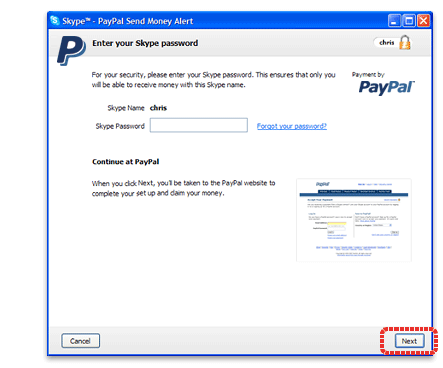 Skype™ - PayPal Send Money Alert
Enter your Skype password
chris
For your security, please enter your Skype password. This ensures that only you
will be able to receive money with this Skype name.
Payment by
PayPal
Skype Name chris
Skype Password
Forgot your password?
Continue at PayPal
When you click Next, you'll be taken to the PayPal website to
complete your set up and claim your money.
PayPal
Cancel
Next